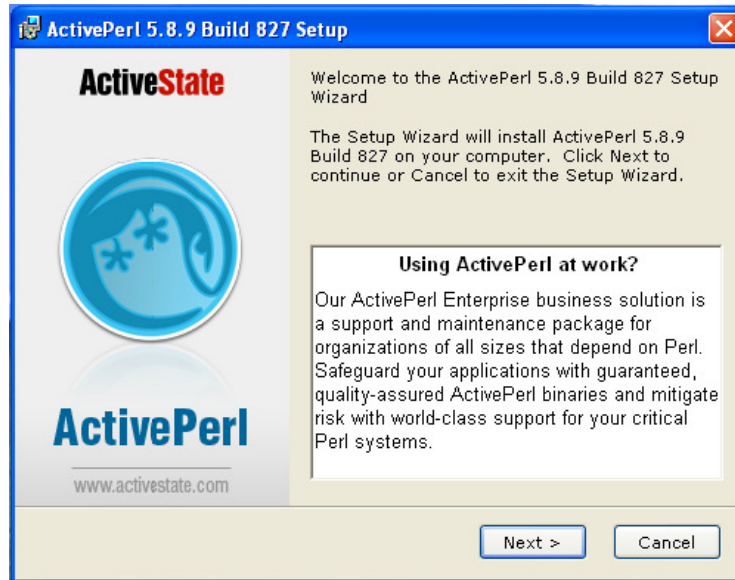 ActivePerl 5.8.9 Build 827 Setup
ActiveState
ActivePerl
www.activestate.com
Welcome to the ActivePerl 5.8.9 Build 827 Setup
Wizard
The Setup Wizard will install ActivePerl 5.8.9
Build 827 on your computer. Click Next to
continue or Cancel to exit the Setup Wizard.
Using ActivePerl at work?
Our ActivePerl Enterprise business solution is
a support and maintenance package for
organizations of all sizes that depend on Perl.
Safeguard your applications with guaranteed,
quality-assured ActivePerl binaries and mitigate
risk with world-class support for your critical
Perl systems.
Next >
Cancel